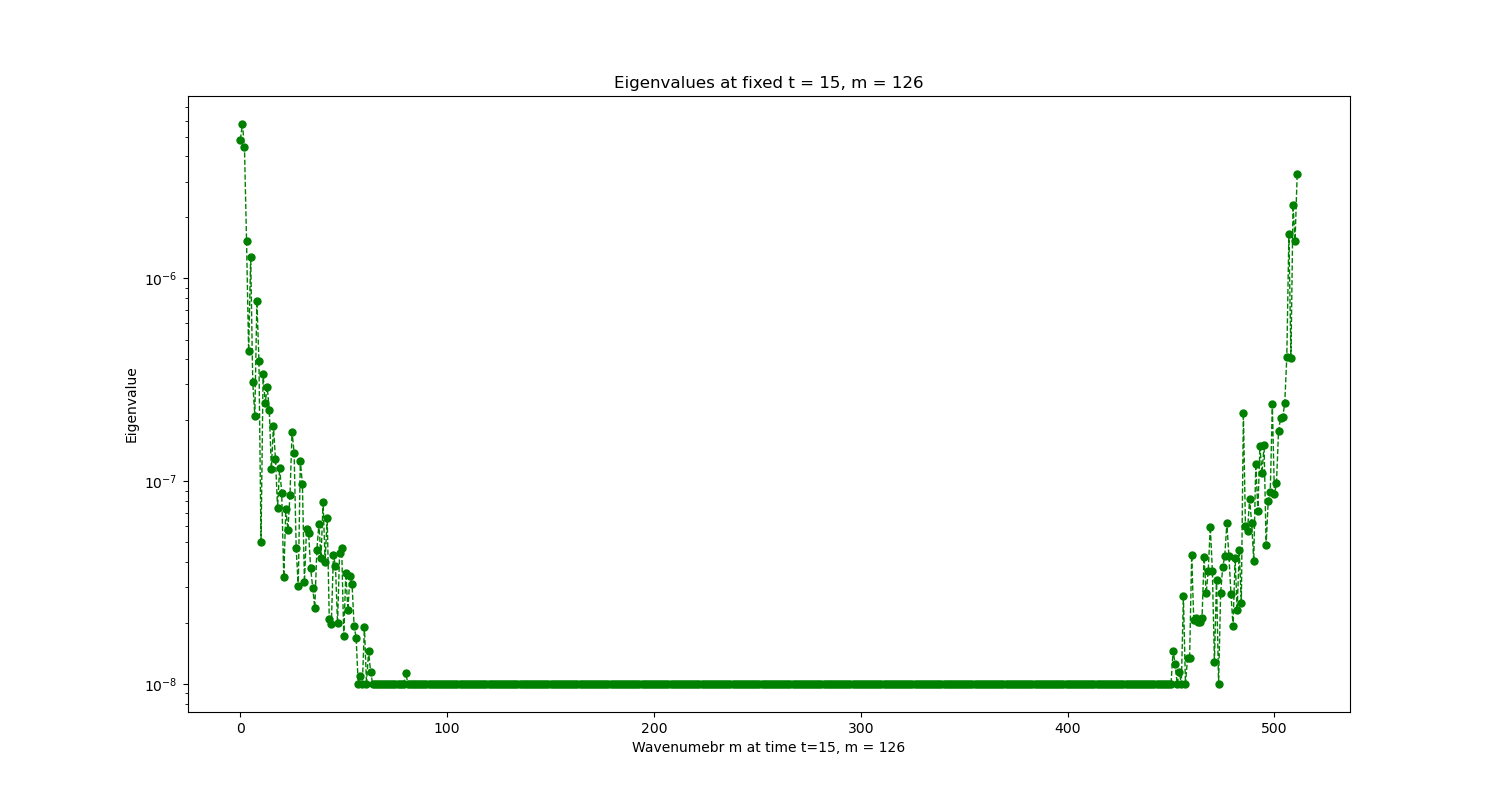 Eigenvalues at fixed t = 15, m = 126
Eigenvalue
10⁻⁶
10⁻⁷
10⁻⁸
0 100 200 300 400 500
Wavenumebr m at time t=15, m = 126